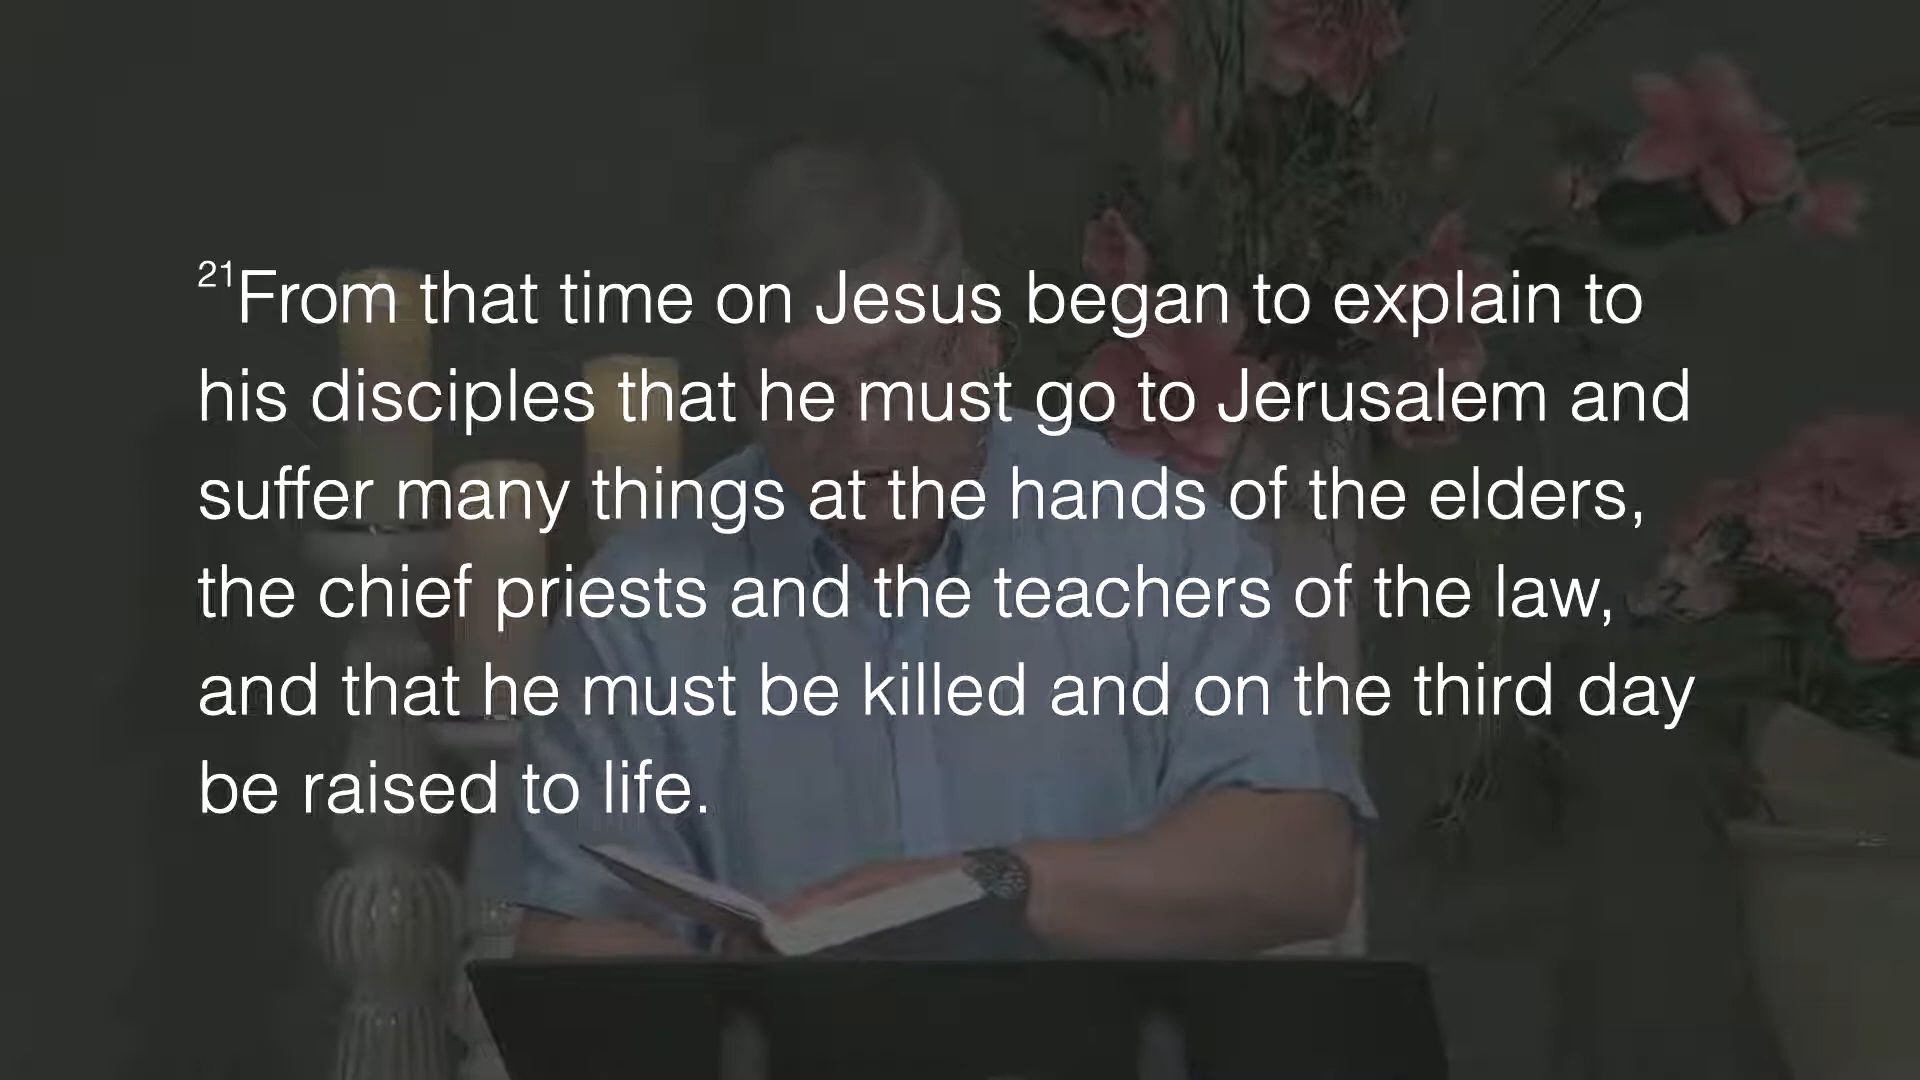 21From that time on Jesus began to explain to
his disciples that he must go to Jerusalem and
suffer many things at the hands of the elders,
the chief priests and the teachers of the law,
and that he must be killed and on the third day
be raised to life.